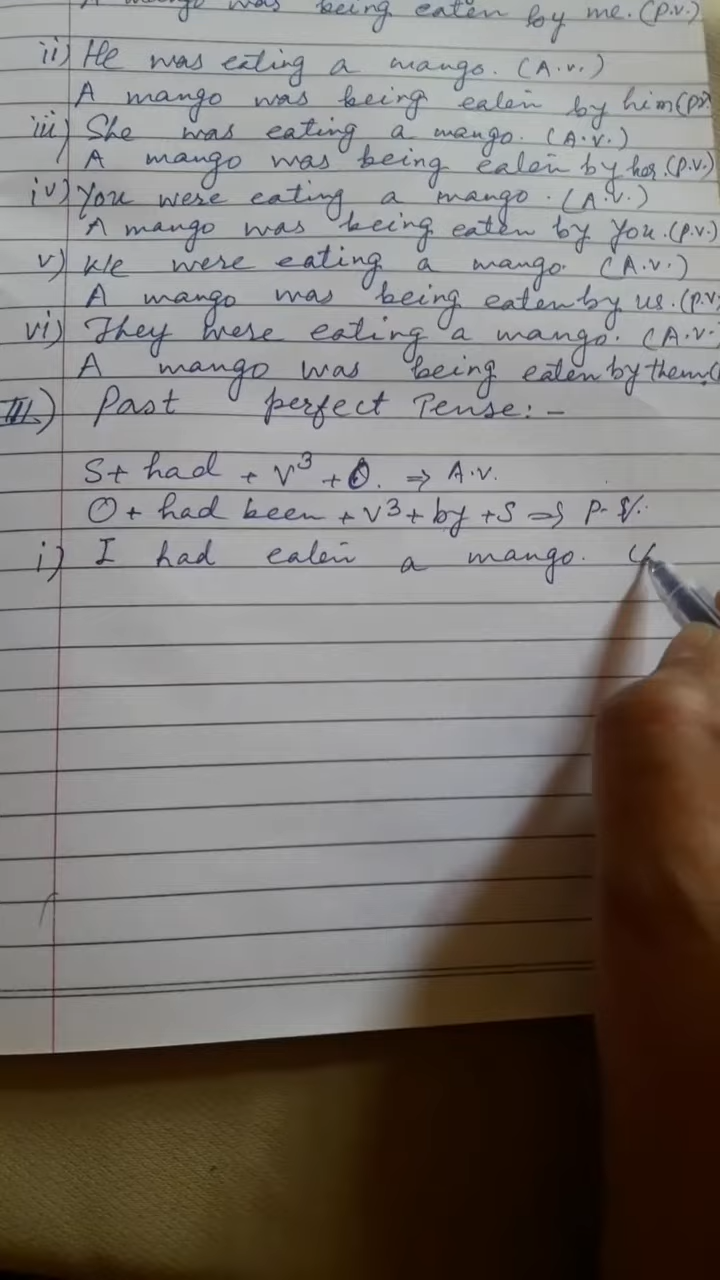 A mango was being eaten by me. (P.V.)
ii) He was eating a mango. (A.V.)
A mango was being eaten by him (P.V.
iii) She was eating a mango. (A.V.)
A mango was being eaten by her. (P.V.)
iv) You were eating a mango. (A.V.)
A mango was being eaten by you. (P.V.)
v) We were eating a mango. (A.V.)
A mango was being eaten by us. (P.V.
vi) They were eating a mango. (A.V.
A mango was being eaten by them. (
III) Past perfect Tense: -
S + had + V³ + O. ⇒ A.V.
O + had been + V³ + by + S ⇒ P.V.
i) I had eaten a mango. (